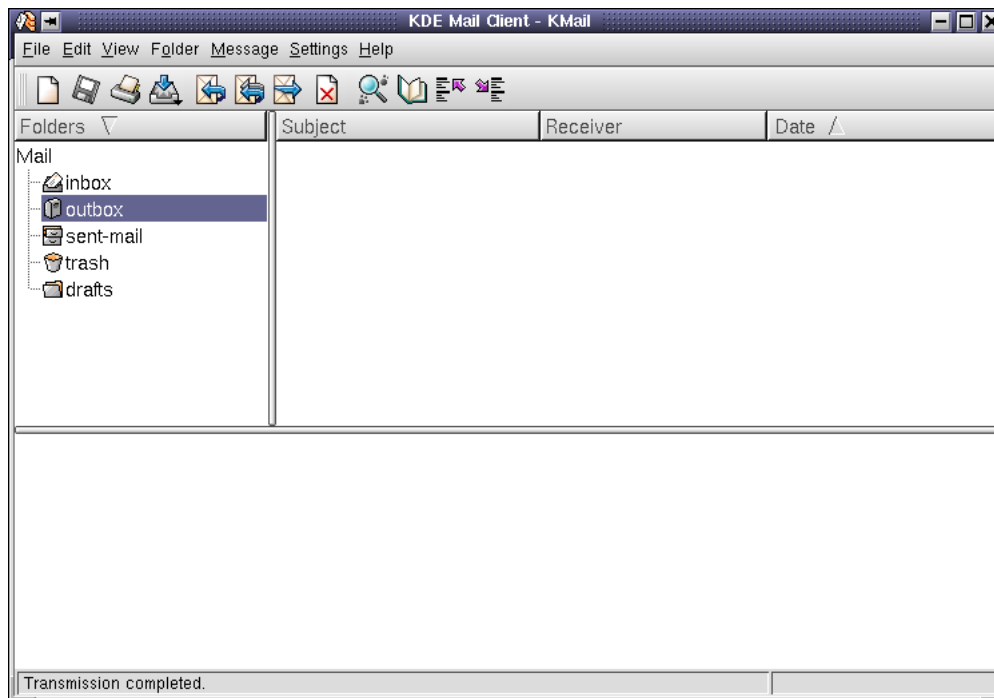 KDE Mail Client - KMail
File Edit View Folder Message Settings Help
Folders Subject Receiver Date
Mail
inbox
outbox
sent-mail
trash
drafts
Transmission completed.